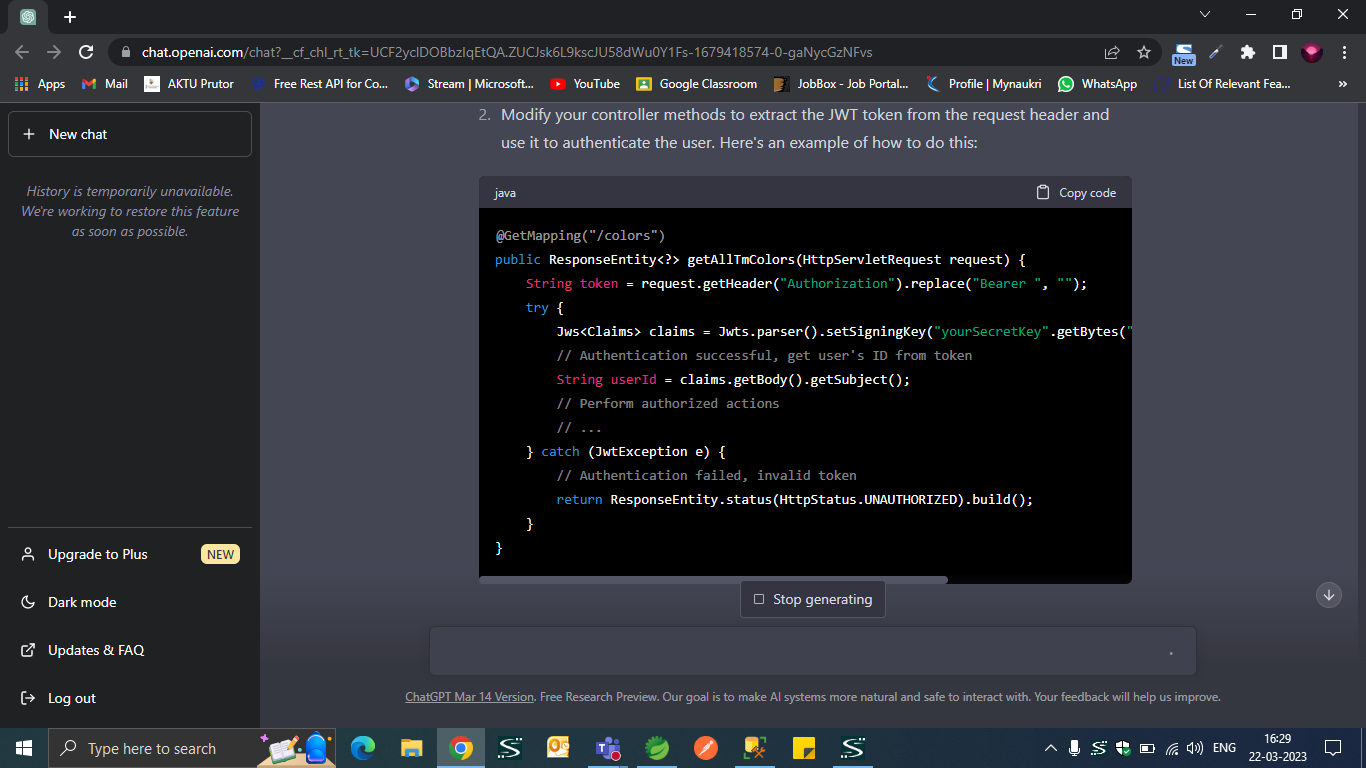 chat.openai.com/chat?__cf_chl_rt_tk=UCF2yclDOBbzlqEtQA.ZUCJsk6L9kscJU58dWu0Y1Fs-1679418574-0-gaNycGzNFvs
New
Apps
Mail
AKTU Prutor
Free Rest API for Co...
Stream | Microsoft...
YouTube
Google Classroom
JobBox - Job Portal...
Profile | Mynaukri
WhatsApp
List Of Relevant Fea...
»
+ New chat
History is temporarily unavailable.
We're working to restore this feature
as soon as possible.
Upgrade to Plus
NEW
Dark mode
Updates & FAQ
Log out
2. Modify your controller methods to extract the JWT token from the request header and
use it to authenticate the user. Here's an example of how to do this:
java
Copy code
@GetMapping("/colors")
public ResponseEntity<?> getAllTmColors(HttpServletRequest request) {
String token = request.getHeader("Authorization").replace("Bearer ", "");
try {
Jws<Claims> claims = Jwts.parser().setSigningKey("yourSecretKey".getBytes("
// Authentication successful, get user's ID from token
String userId = claims.getBody().getSubject();
// Perform authorized actions
// ...
} catch (JwtException e) {
// Authentication failed, invalid token
return ResponseEntity.status(HttpStatus.UNAUTHORIZED).build();
}
}
Stop generating
ChatGPT Mar 14 Version. Free Research Preview. Our goal is to make AI systems more natural and safe to interact with. Your feedback will help us improve.
Type here to search
ENG
16:29
22-03-2023